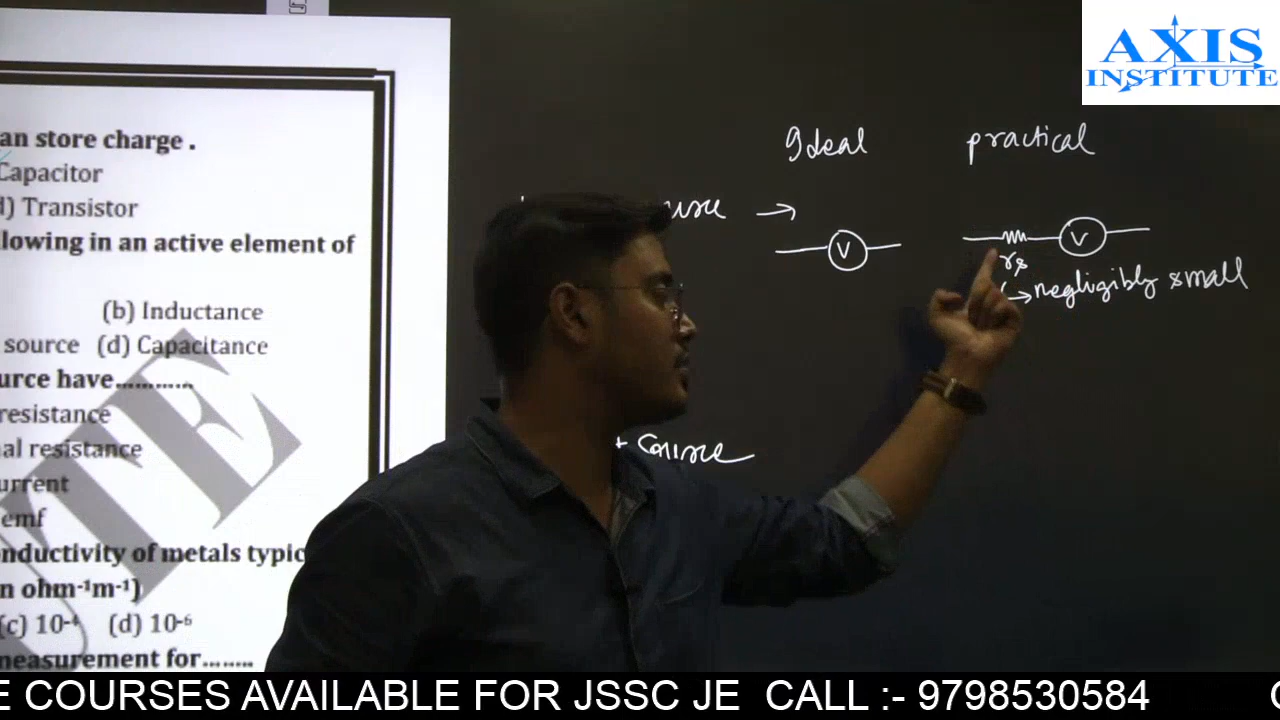 AXIS
INSTITUTE
an store charge .
Capacitor
d) Transistor
lowing in an active element of
(b) Inductance
source (d) Capacitance
urce have............
resistance
al resistance
urrent
emf
nductivity of metals typic
n ohm-¹m-¹)
(c) 10-⁴ (d) 10-⁶
measurement for........
Ideal practical
→
V V
rs
↳ negligibly small
E COURSES AVAILABLE FOR JSSC JE CALL :- 9798530584